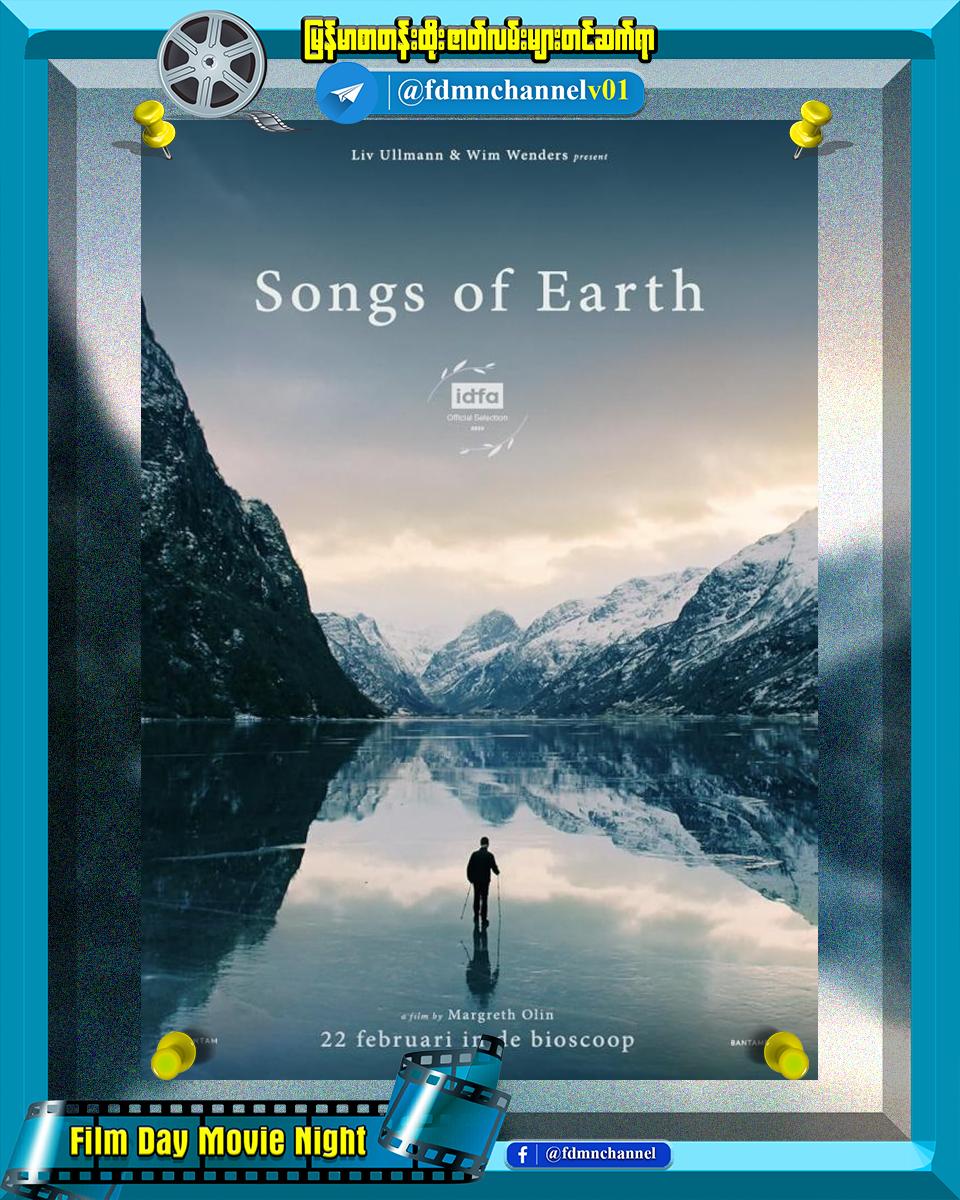 မြန်မာစာတန်းထိုးဇာတ်လမ်းများတင်ဆက်ရာ
@fdmnchannelv01
Liv Ullmann & Wim Wenders present
Songs of Earth
idfa
Official Selection
a film by Margreth Olin
22 februari in de bioscoop
Film Day Movie Night
@fdmnchannel